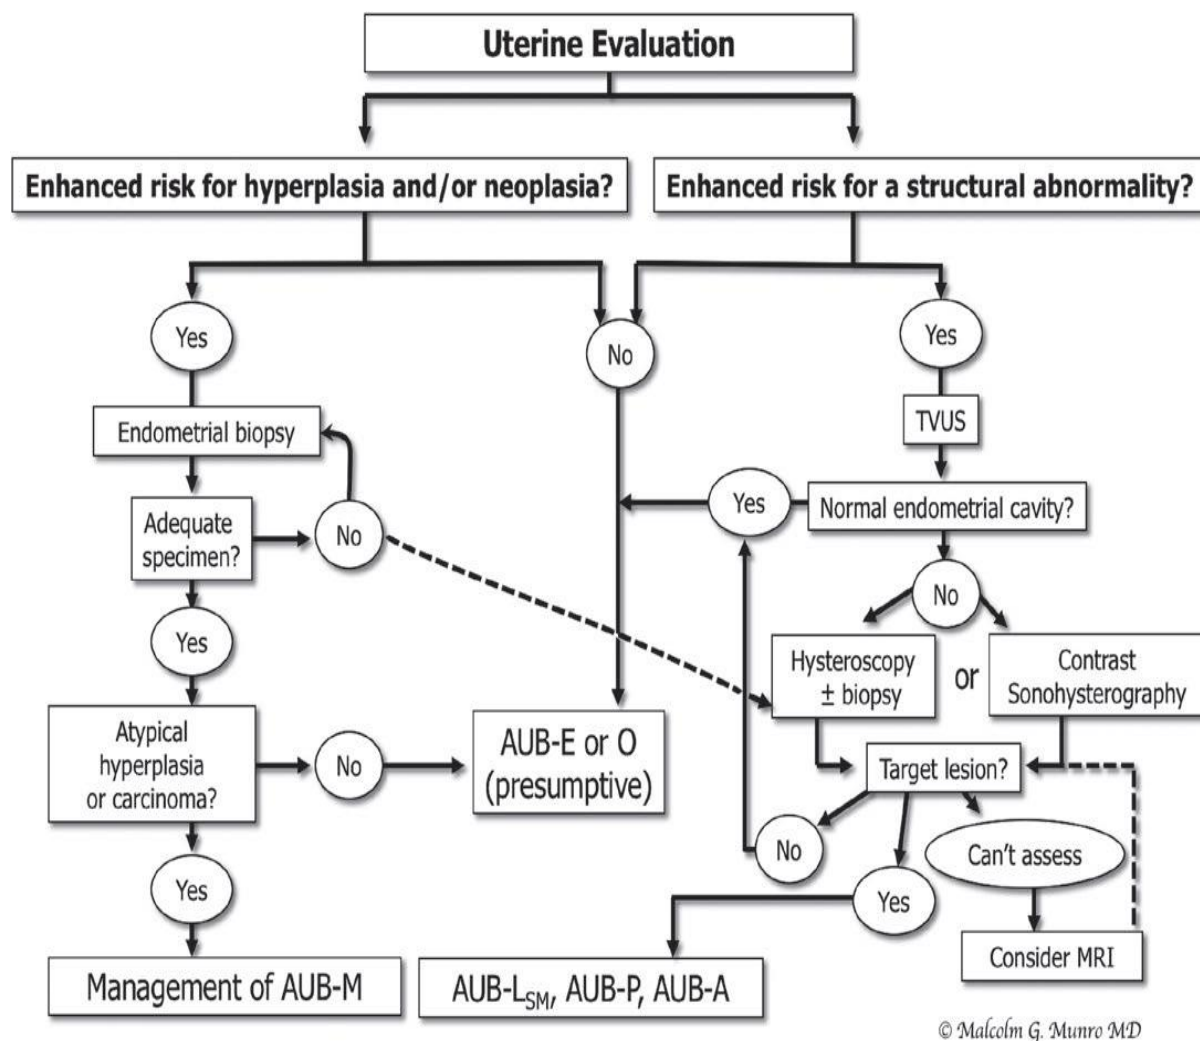 Uterine Evaluation
Enhanced risk for hyperplasia and/or neoplasia?
Enhanced risk for a structural abnormality?
Yes
No
Yes
Endometrial biopsy
TVUS
Adequate
specimen?
No
Yes
Normal endometrial cavity?
No
Yes
Hysteroscopy
± biopsy
or
Contrast
Sonohysterography
Atypical
hyperplasia
or carcinoma?
No
AUB-E or O
(presumptive)
Target lesion?
No
Yes
Can't assess
Yes
Consider MRI
Management of AUB-M
AUB-LSM, AUB-P, AUB-A
© Malcolm G. Munro MD